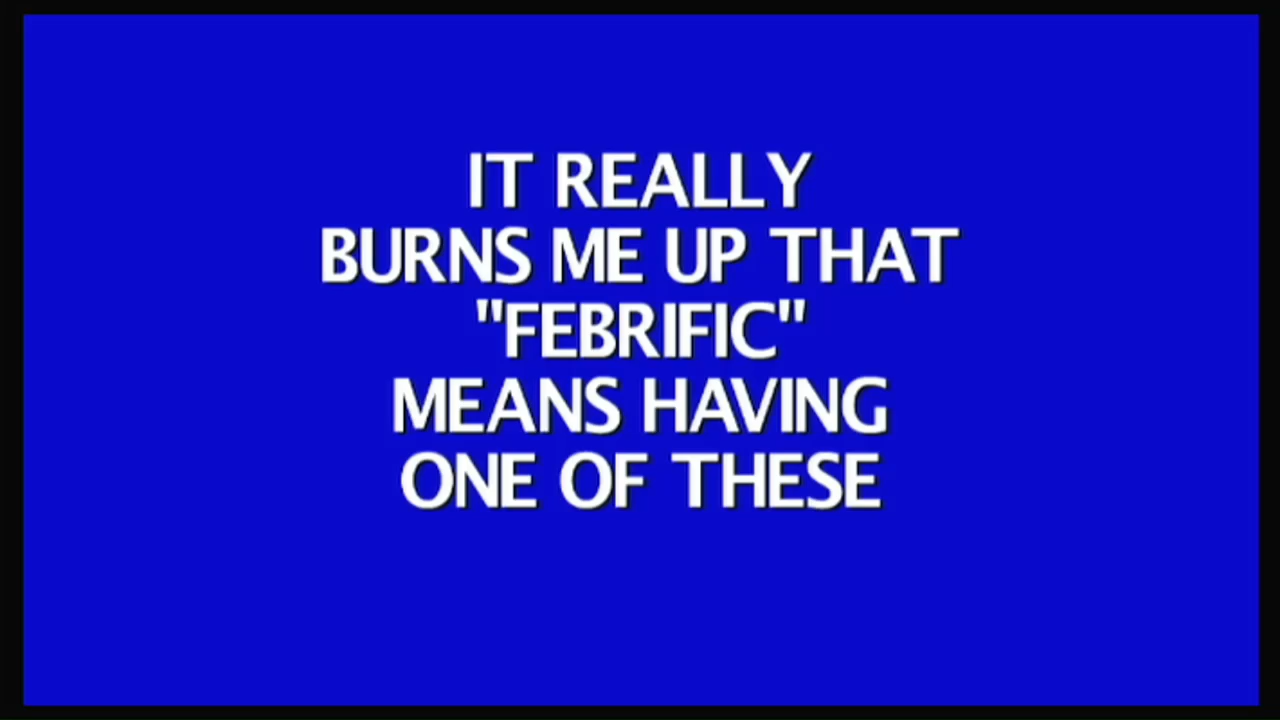 IT REALLY
BURNS ME UP THAT
"FEBRIFIC"
MEANS HAVING
ONE OF THESE